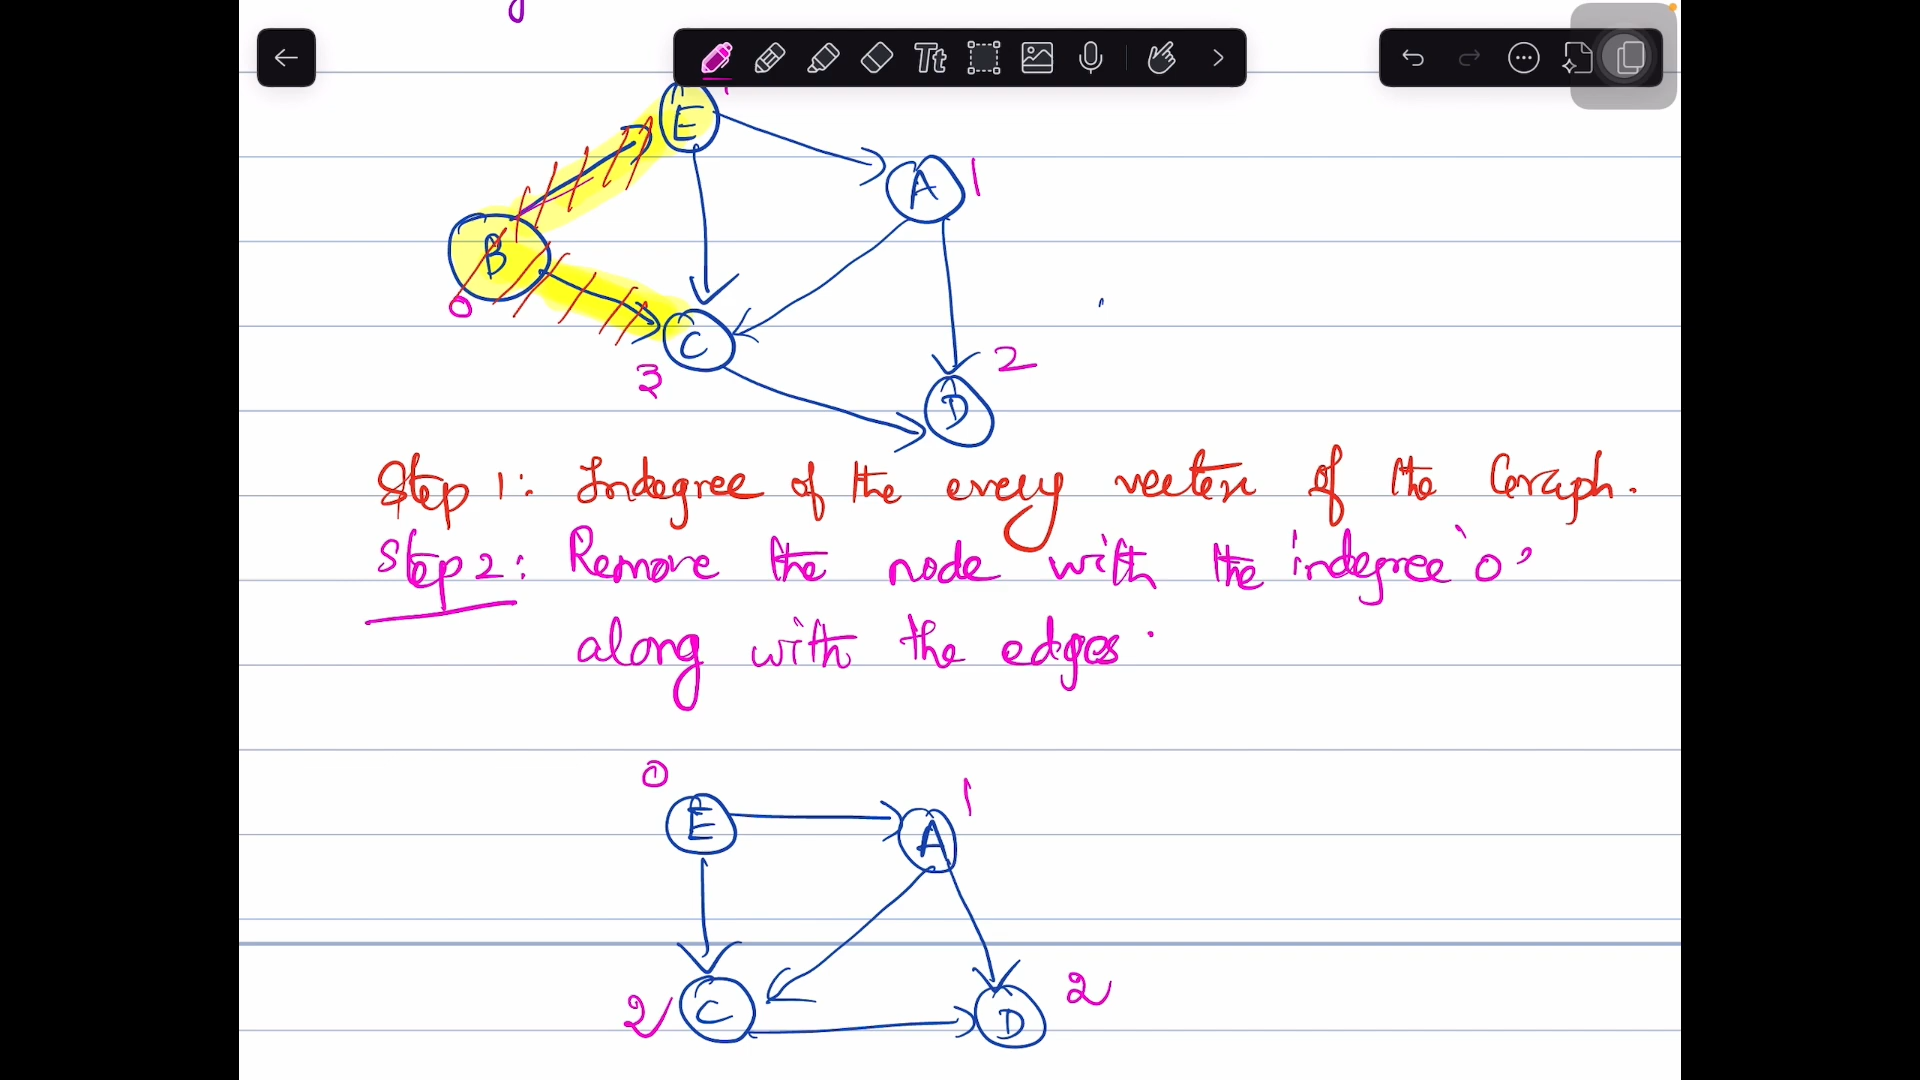 Tt
E
A 1
B
0
C
3
2
D
Step 1: Indegree of the every vertex of the Graph.
Step 2: Remove the node with the indegree '0'
along with the edges.
0
E
1
A
2 C
D 2